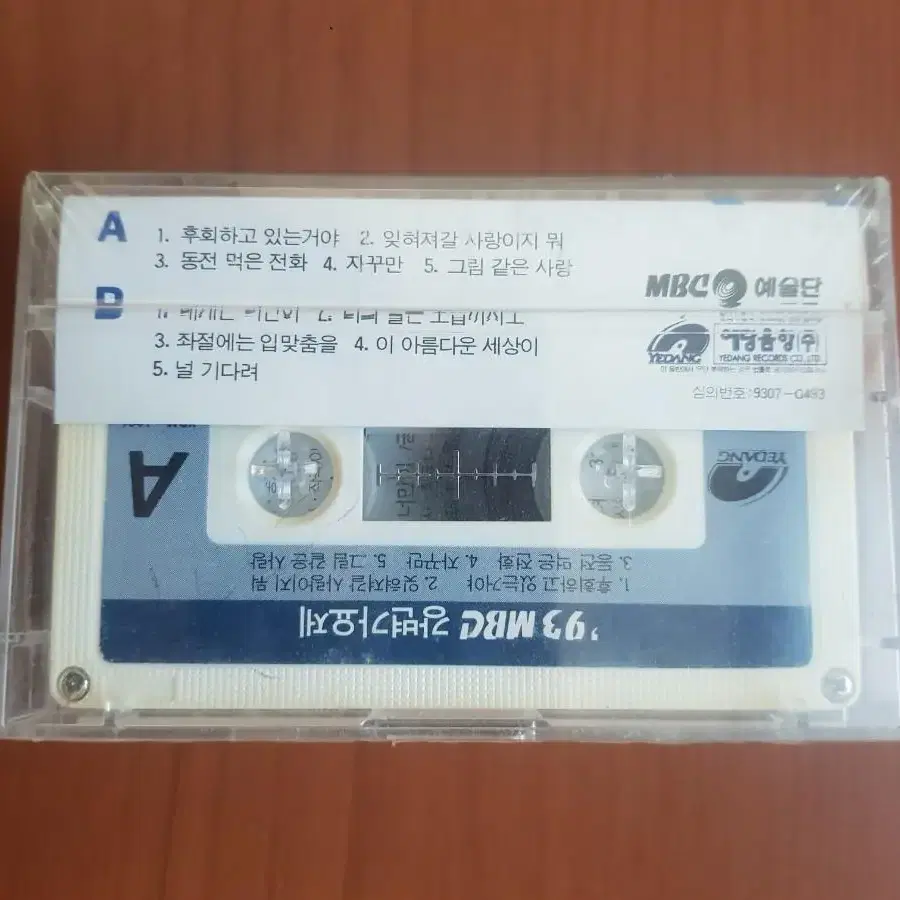 A
1. 후회하고 있는거야 2. 잊혀져갈 사랑이지 뭐
3. 동전 먹은 전화 4. 자꾸만 5. 그림 같은 사랑
MBC 예술단
B
3. 좌절에는 입맞춤을 4. 이 아름다운 세상이
5. 널 기다려
YEDANG
예당음향(주)
YEDANG RECORDS CO., LTD.
심의번호:9307-G483
A
YEDANG
'93 MBC 강변가요제
1. 후회하고 있는거야 2. 잊혀져갈 사랑이지 뭐
3. 동전 먹은 전화 4. 자꾸만 5. 그림 같은 사랑